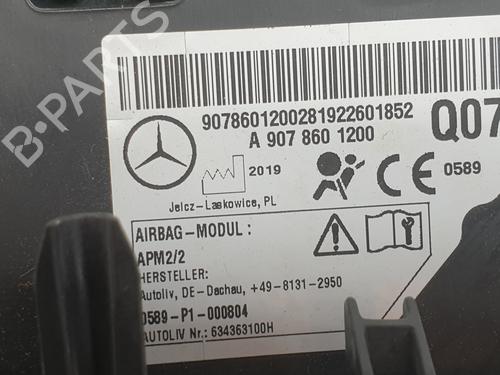 9078601200281922601852
A 907 860 1200
Q07
2019
0589
Jelcz-Laskowice, PL
AIRBAG-MODUL :
APM2/2
HERSTELLER:
Autoliv, DE-Dachau, +49-8131-2950
0589-P1-000804
AUTOLIV Nr.: 634363100H
B-PARTS